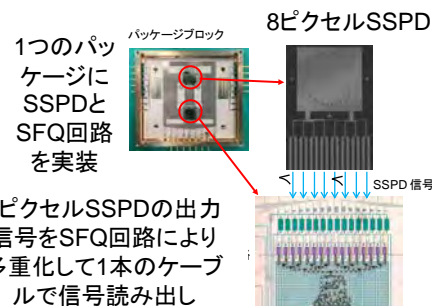 8ピクセルSSPD
パッケージブロック
1つのパッ
ケージに
SSPDと
SFQ回路
を実装
SSPD 信号
ピクセルSSPDの出力
信号をSFQ回路により
多重化して1本のケーブ
ルで信号読み出し